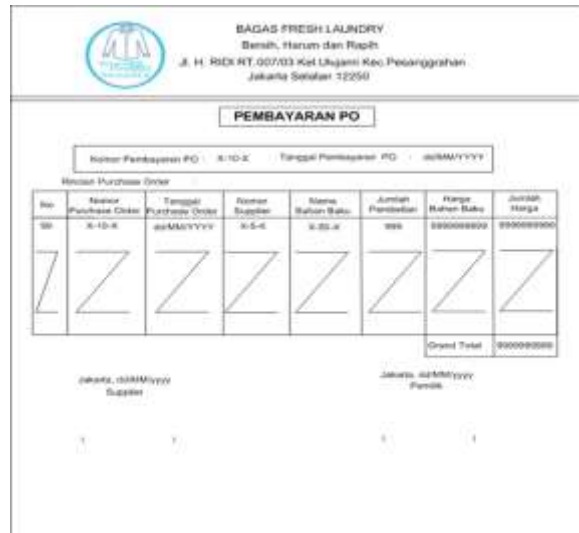 BAGAS FRESH LAUNDRY
Bersih, Harum dan Rapih
Jl. H. RIDI RT.007/03 Kel.Ulujami Kec.Pesanggrahan
Jakarta Selatan 12250
PEMBAYARAN PO
Nomor Pembayaran PO : X-10-X Tanggal Pembayaran PO : dd/MM/YYYY
Rincian Purchase Order
No Nomor Purchase Order Tanggal Purchase Order Nomor Supplier Nama Bahan Baku Jumlah Pembelian Harga Bahan Baku Jumlah Harga
99 X-10-X dd/MM/YYYY X-5-X X-50-X 999 9999999999 9999999999
Grand Total 9999999999
Jakarta, dd/MM/yyyy Jakarta, dd/MM/yyyy
Supplier Pemilik
( ) ( )